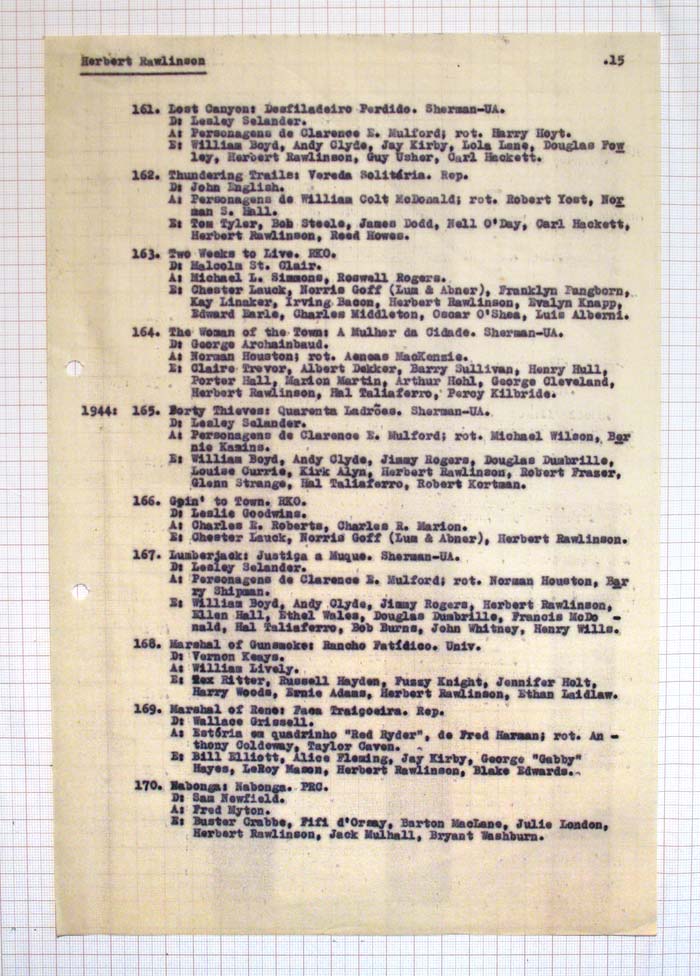 Herbert Rawlinson .15
161. Lost Canyon: Desfiladeiro Perdido. Sherman-UA.
D: Lesley Selander.
A: Personagens de Clarence E. Mulford; rot. Harry Hoyt.
E: William Boyd, Andy Clyde, Jay Kirby, Lola Lane, Douglas Fow
ley, Herbert Rawlinson, Guy Usher, Carl Hackett.
162. Thundering Trails: Vereda Solitária. Rep.
D: John English.
A: Personagens de William Colt McDonald; rot. Robert Yost, Nor
man S. Hall.
E: Tom Tyler, Bob Steele, James Dodd, Nell O'Day, Carl Hackett,
Herbert Rawlinson, Reed Howes.
163. Two Weeks to Live. RKO.
D: Malcolm St. Clair.
A: Michael L. Simmons, Roswell Rogers.
E: Chester Lauck, Norris Goff (Lum & Abner), Franklyn Pangborn,
Kay Linaker, Irving Bacon, Herbert Rawlinson, Evalyn Knapp,
Edward Earle, Charles Middleton, Oscar O'Shea, Luis Alberni.
164. The Woman of the Town: A Mulher da Cidade. Sherman-UA.
D: George Archainbaud.
A: Norman Houston; rot. Aeneas MacKenzie.
E: Claire Trevor, Albert Dekker, Barry Sullivan, Henry Hull,
Porter Hall, Marion Martin, Arthur Hohl, George Cleveland,
Herbert Rawlinson, Hal Taliaferro, Percy Kilbride.
1944: 165. Forty Thieves: Quarenta Ladrões. Sherman-UA.
D: Lesley Selander.
A: Personagens de Clarence E. Mulford; rot. Michael Wilson, Ber
nie Kamins.
E: William Boyd, Andy Clyde, Jimmy Rogers, Douglas Dumbrille,
Louise Currie, Kirk Alyn, Herbert Rawlinson, Robert Frazer,
Glenn Strange, Hal Taliaferro, Robert Kortman.
166. Goin' to Town. RKO.
D: Leslie Goodwins.
A: Charles E. Roberts, Charles R. Marion.
E: Chester Lauck, Norris Goff (Lum & Abner), Herbert Rawlinson.
167. Lumberjack: Justiça a Muque. Sherman-UA.
D: Lesley Selander.
A: Personagens de Clarence E. Mulford; rot. Norman Houston, Bar
ry Shipman.
E: William Boyd, Andy Clyde, Jimmy Rogers, Herbert Rawlinson,
Ellen Hall, Ethel Wales, Douglas Dumbrille, Francis McDo -
nald, Hal Taliaferro, Bob Burns, John Whitney, Henry Wills.
168. Marshal of Gunsmoke: Rancho Fatídico. Univ.
D: Vernon Keays.
A: William Lively.
E: Tex Ritter, Russell Hayden, Fuzzy Knight, Jennifer Holt,
Harry Woods, Ernie Adams, Herbert Rawlinson, Ethan Laidlaw.
169. Marshal of Reno: Faca Traiçoeira. Rep.
D: Wallace Grissell.
A: Estória em quadrinho "Red Ryder", de Fred Harman; rot. An -
thony Coldeway, Taylor Caven.
E: Bill Elliott, Alice Fleming, Jay Kirby, George "Gabby"
Hayes, LeRoy Mason, Herbert Rawlinson, Blake Edwards.
170. Nabonga: Nabonga. PRC.
D: Sam Newfield.
A: Fred Myton.
E: Buster Crabbe, Fifi d'Orsay, Barton MacLane, Julie London,
Herbert Rawlinson, Jack Mulhall, Bryant Washburn.